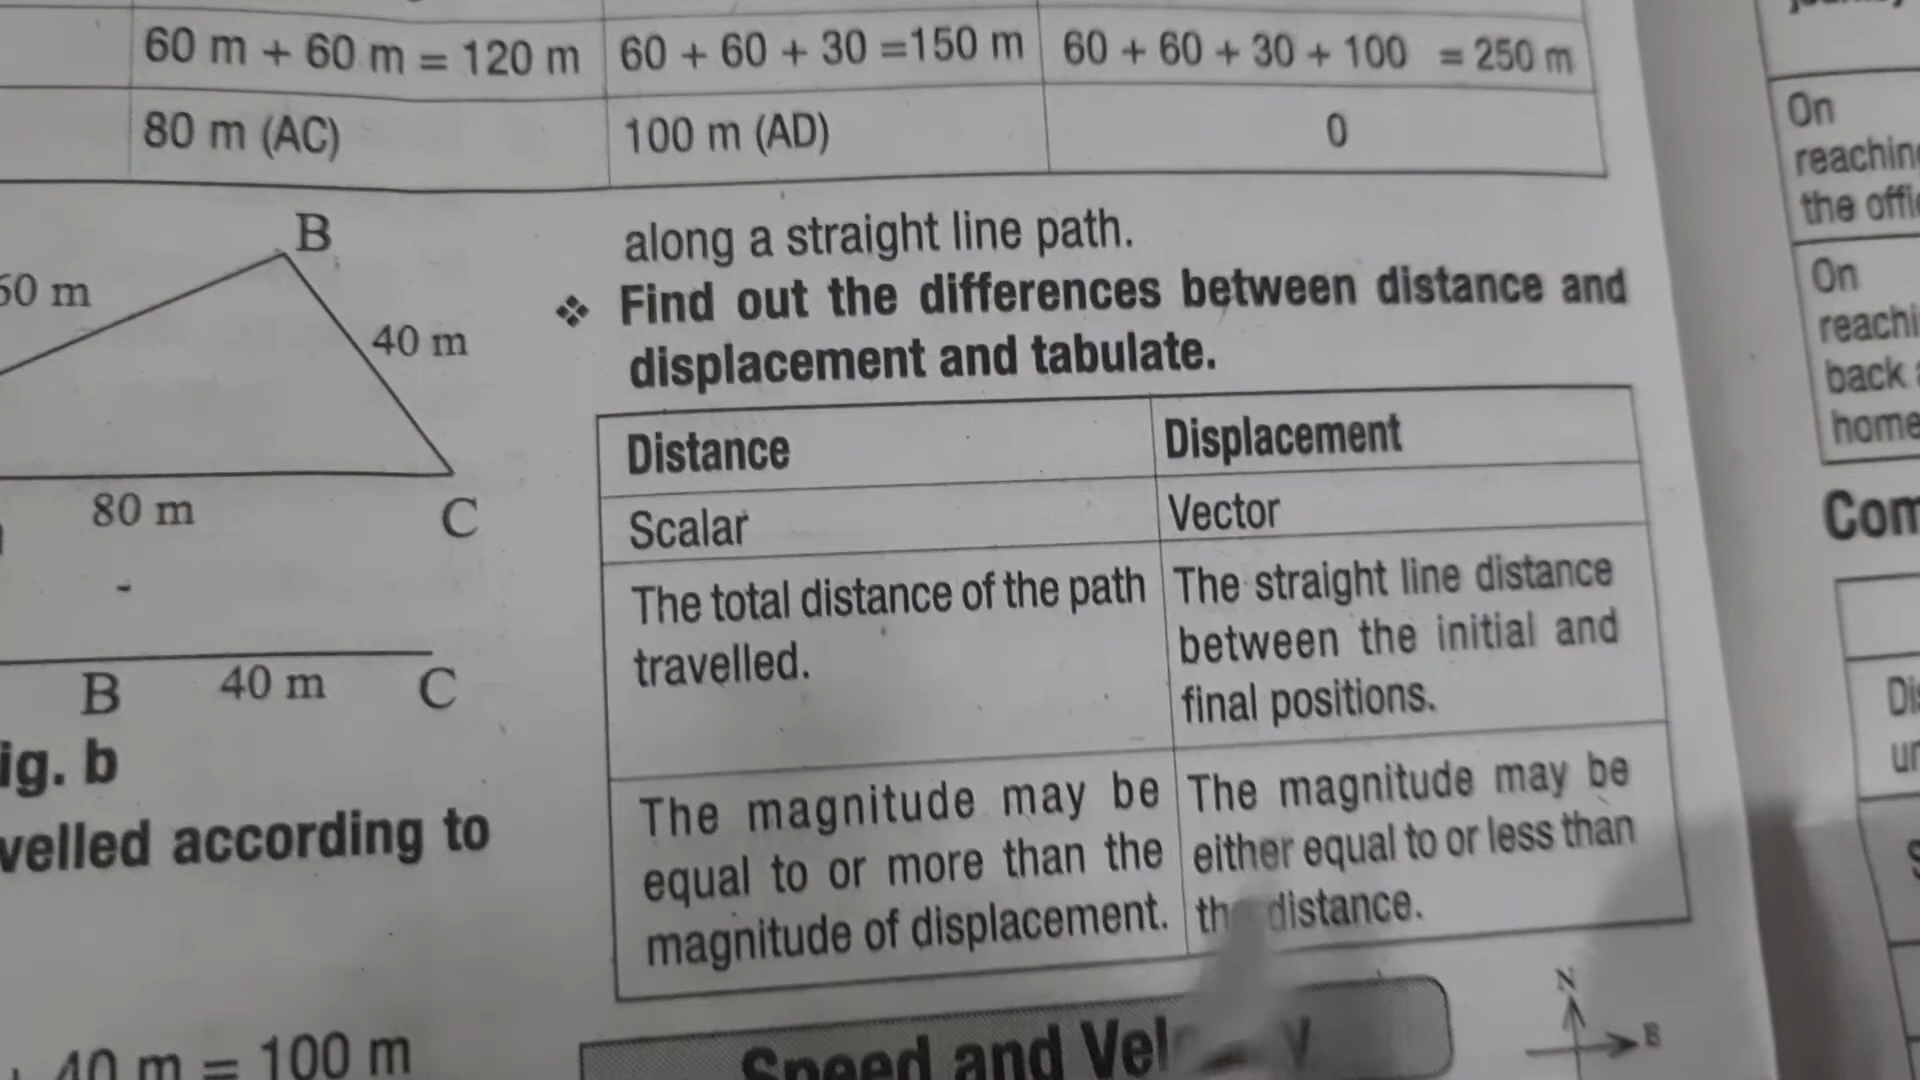 60 m + 60 m = 120 m 60 + 60 + 30 =150 m 60 + 60 + 30 + 100 = 250 m
80 m (AC) 100 m (AD) 0
B
40 m
80 m
C
B 40 m C
ig. b
velled according to
40 m = 100 m
along a straight line path.
❖ Find out the differences between distance and
displacement and tabulate.
Distance Displacement
Scalar Vector
The total distance of the path
travelled.
The straight line distance
between the initial and
final positions.
The magnitude may be
equal to or more than the
magnitude of displacement.
The magnitude may be
either equal to or less than
distance.
Speed and
N
On
reaching
the
On
back
home